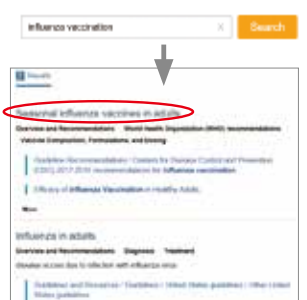 influenza vaccination
Search
Results
Seasonal influenza vaccines in adults
Overview and Recommendations World Health Organization (WHO) recommendations
Vaccine Composition, Formulations, and Dosing
Guideline Recommendations / Centers for Disease Control and Prevention
(CDC) 2017-2018 recommendations for influenza vaccination
Efficacy of Influenza Vaccination in Healthy Adults
More
Influenza in adults
Overview and Recommendations Diagnosis Treatment
disease occurs due to infection with influenza virus
Guidelines and Resources / Guidelines / United States guidelines / Other United
States guidelines